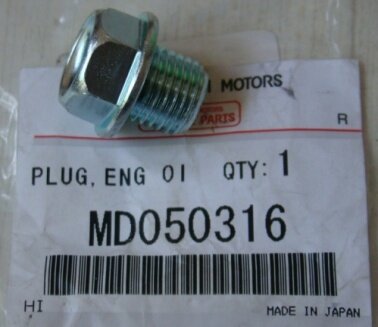 MOTORS
PARTS
R
PLUG, ENG OI QTY: 1
MD050316
HI MADE IN JAPAN